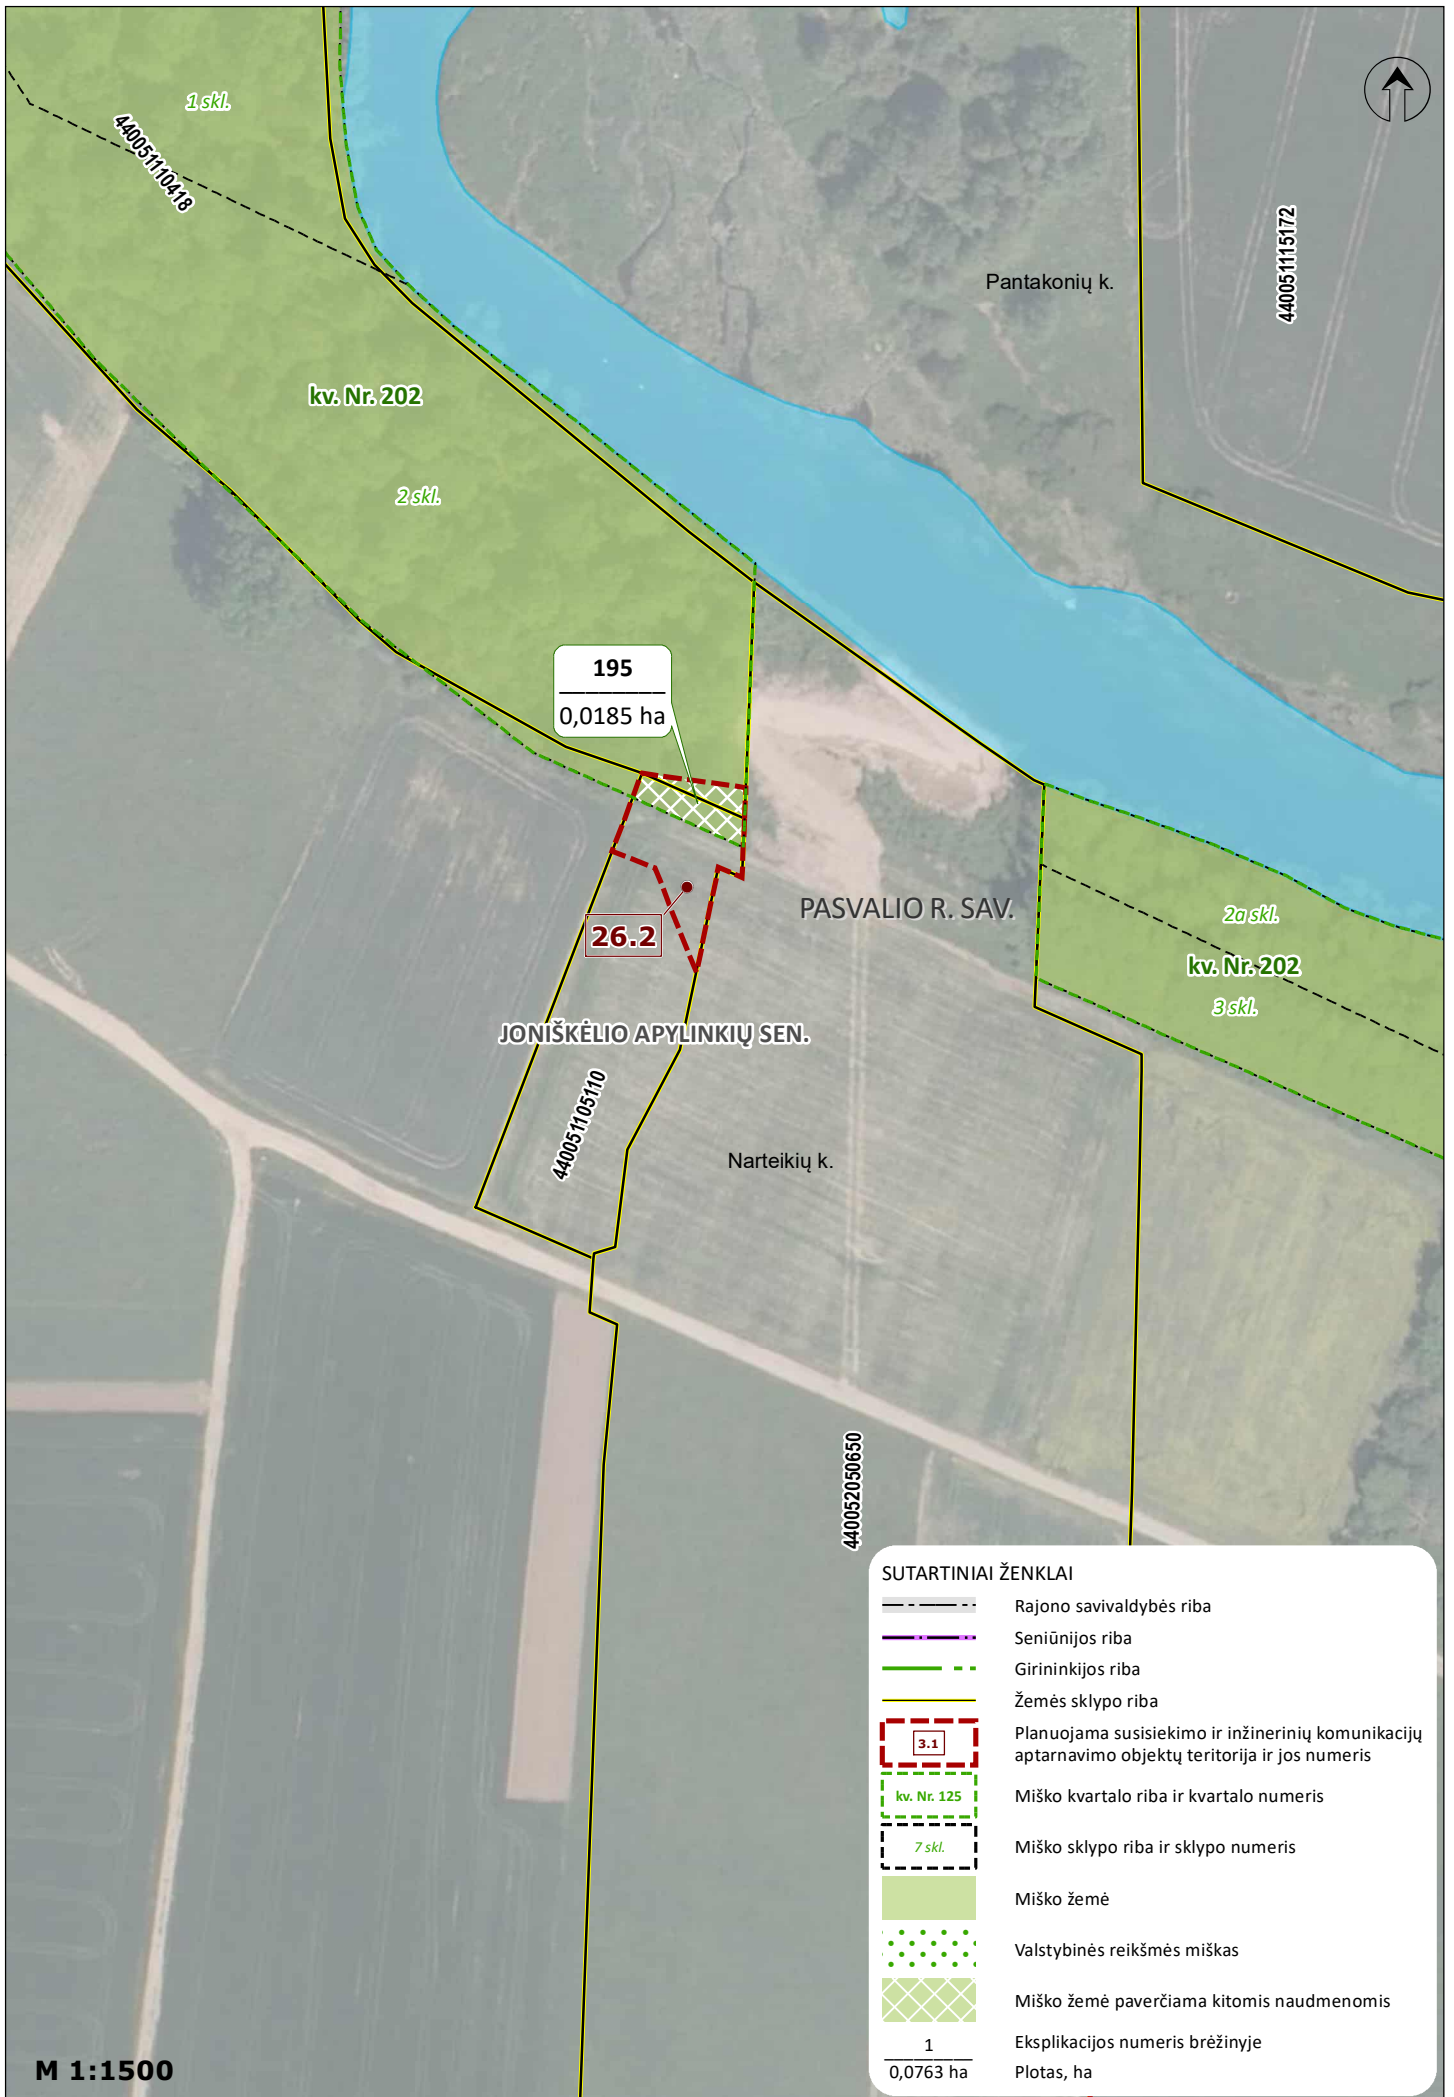 1 skl.
440051110418
440051115172
Pantakonių k.
kv. Nr. 202
2 skl.
195
0,0185 ha
PASVALIO R. SAV.
2a skl.
26.2
kv. Nr. 202
3 skl.
JONIŠKĖLIO APYLINKIŲ SEN.
440051105110
Narteikių k.
440052050650
SUTARTINIAI ŽENKLAI
Rajono savivaldybės riba
Seniūnijos riba
Girininkijos riba
Žemės sklypo riba
3.1
Planuojama susisiekimo ir inžinerinių komunikacijų
aptarnavimo objektų teritorija ir jos numeris
kv. Nr. 125
Miško kvartalo riba ir kvartalo numeris
7 skl.
Miško sklypo riba ir sklypo numeris
Miško žemė
Valstybinės reikšmės miškas
Miško žemė paverčiama kitomis naudmenomis
1
Eksplikacijos numeris brėžinyje
0,0763 ha
Plotas, ha
M 1:1500